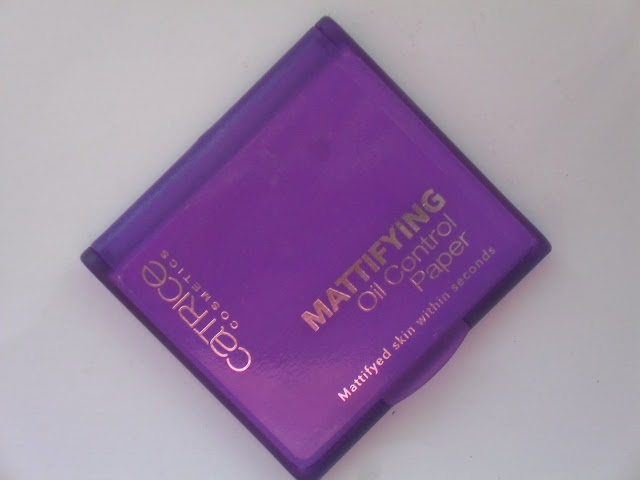 CATRICE
COSMETICS
MATTIFYING
Oil Control
Paper
Mattifyed skin within seconds